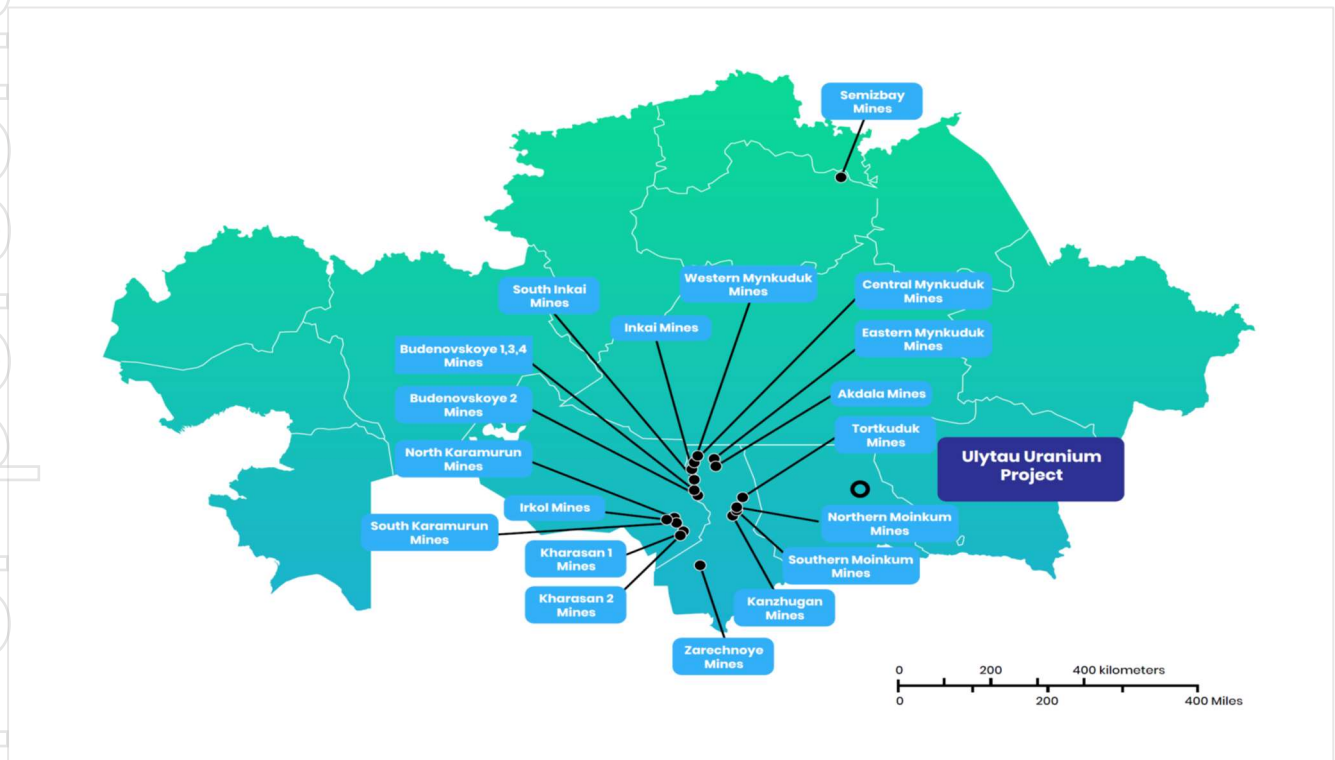 Semizbay
Mines
Western Mynkuduk
Mines
Central Mynkuduk
Mines
South Inkai
Mines
Inkai Mines
Eastern Mynkuduk
Mines
Budenovskoye 1,3,4
Mines
Akdala Mines
Budenovskoye 2
Mines
Tortkuduk
Mines
North Karamurun
Mines
Ulytau Uranium
Project
Irkol Mines
Northern Moinkum
Mines
South Karamurun
Mines
Kharasan 1
Mines
Southern Moinkum
Mines
Kharasan 2
Mines
Kanzhugan
Mines
Zarechnoye
Mines
0 200 400 kilometers
0 200 400 Miles